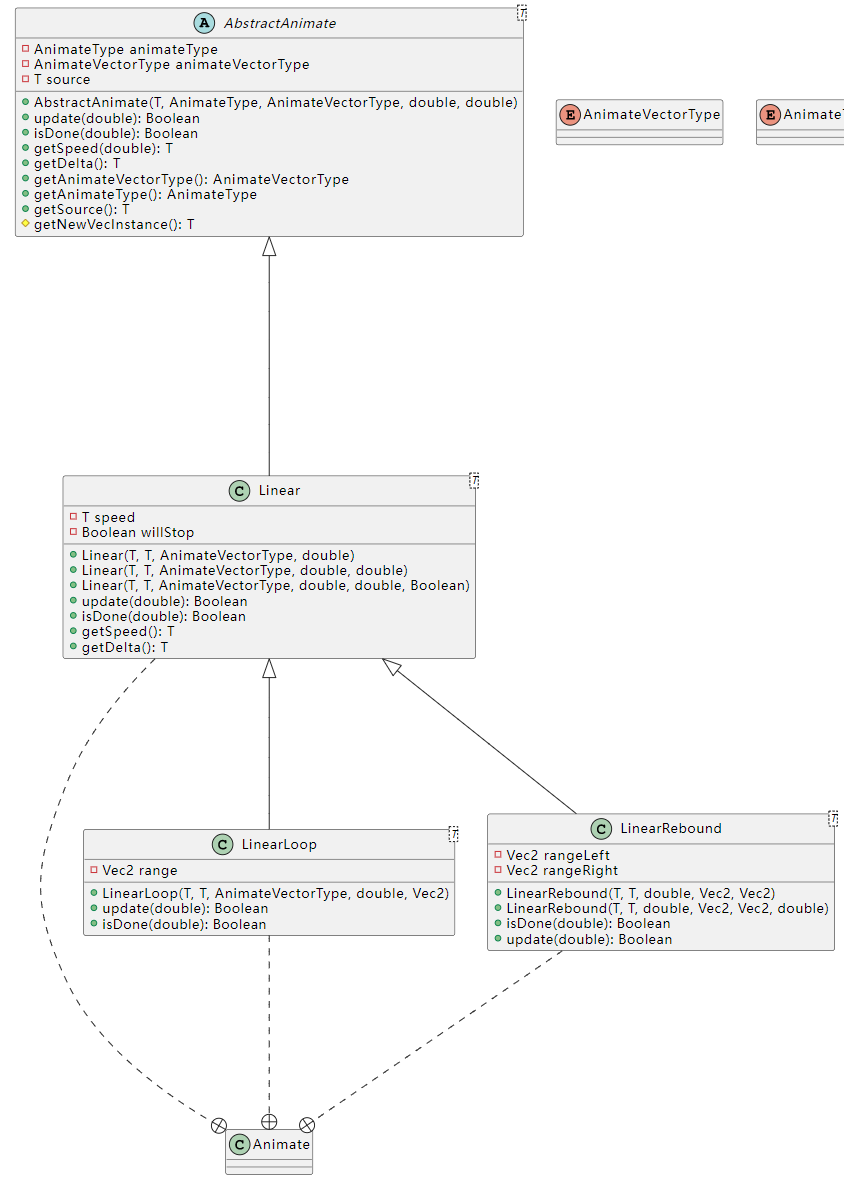 A AbstractAnimate T
AnimateType animateType
AnimateVectorType animateVectorType
T source
AbstractAnimate(T, AnimateType, AnimateVectorType, double, double)
update(double): Boolean
isDone(double): Boolean
getSpeed(double): T
getDelta(): T
getAnimateVectorType(): AnimateVectorType
getAnimateType(): AnimateType
getSource(): T
getNewVecInstance(): T
E AnimateVectorType
E AnimateT
C Linear T
T speed
Boolean willStop
Linear(T, T, AnimateVectorType, double)
Linear(T, T, AnimateVectorType, double, double)
Linear(T, T, AnimateVectorType, double, double, Boolean)
update(double): Boolean
isDone(double): Boolean
getSpeed(): T
getDelta(): T
C LinearLoop T
Vec2 range
LinearLoop(T, T, AnimateVectorType, double, Vec2)
update(double): Boolean
isDone(double): Boolean
C LinearRebound T
Vec2 rangeLeft
Vec2 rangeRight
LinearRebound(T, T, double, Vec2, Vec2)
LinearRebound(T, T, double, Vec2, Vec2, double)
isDone(double): Boolean
update(double): Boolean
C Animate